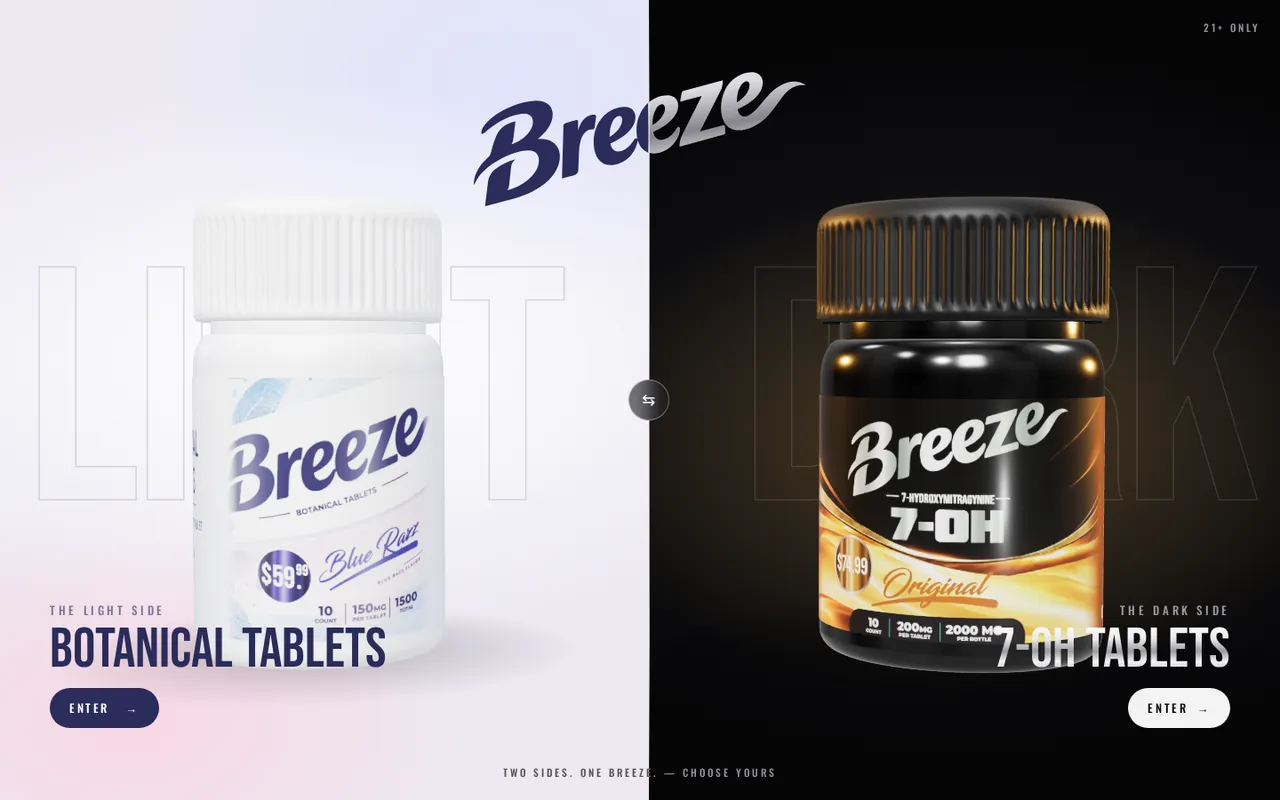 21+ ONLY
Breeze
LIGHT
DARK
Breeze
BOTANICAL TABLETS
Blue Razz
$59.99
10 COUNT
150MG PER TABLET
1500 TOTAL
Breeze
7-HYDROXYMITRAGYNINE
7-OH
$74.99
Original
10 COUNT
200MG PER TABLET
2000 MG PER BOTTLE
THE LIGHT SIDE
BOTANICAL TABLETS
ENTER →
THE DARK SIDE
7-OH TABLETS
ENTER →
TWO SIDES. ONE BREEZE. — CHOOSE YOURS